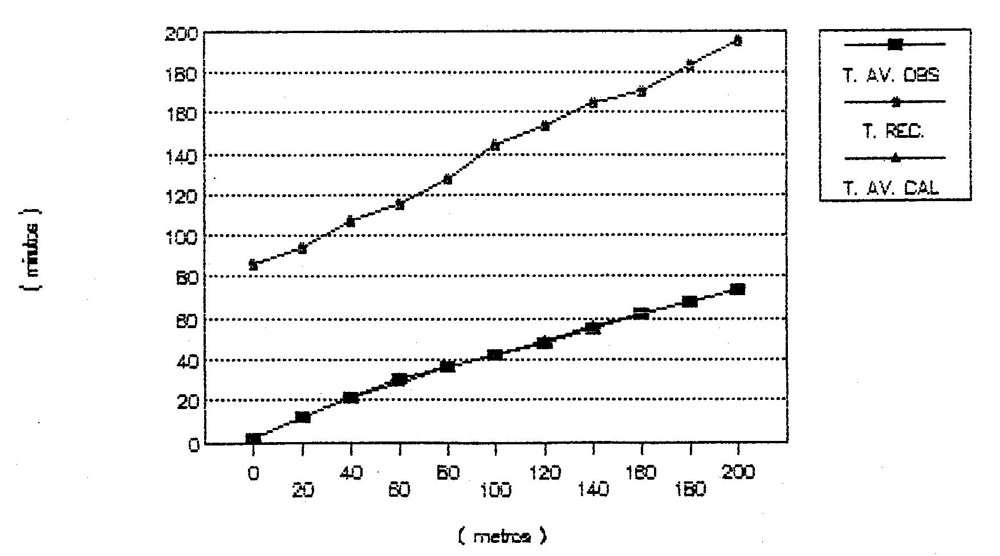 200
180
160
140
120
100
80
60
40
20
0
( minutos )
0 20 40 60 80 100 120 140 160 180 200
( metros )
T. AV. OBS
T. REC.
T. AV. CAL